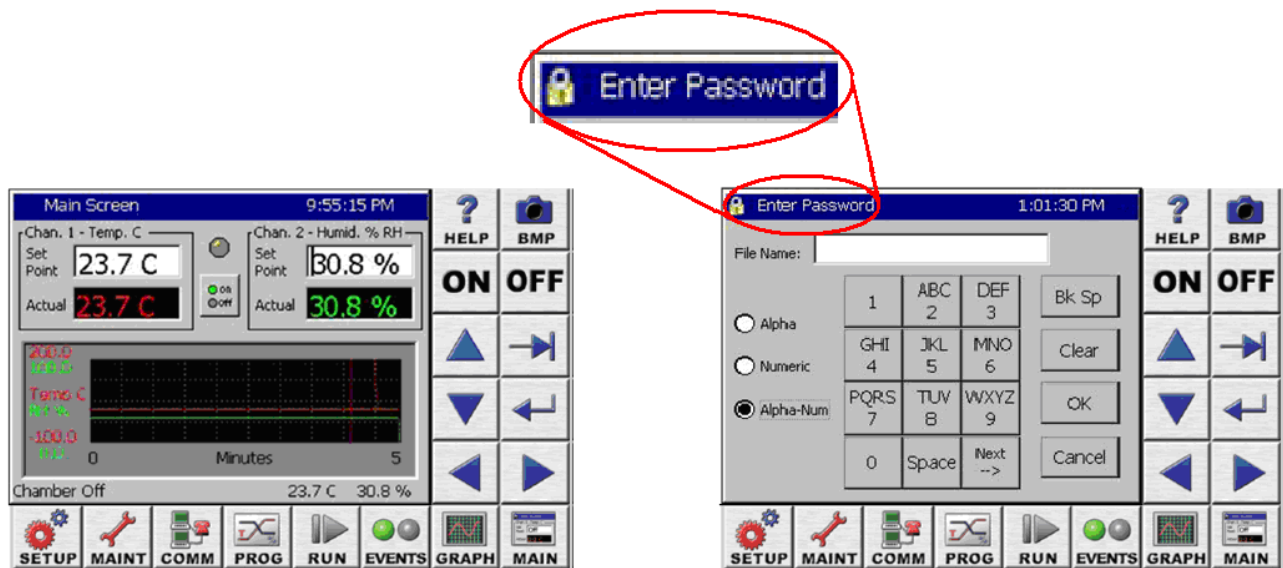 Enter Password
Main Screen 9:55:15 PM
Chan. 1 - Temp. C
Set Point 23.7 C
Actual 23.7 C
on
off
Chan. 2 - Humid. % RH
Set Point 30.8 %
Actual 30.8 %
200.0
100.0
Temp C
RH %
-100.0
0.0
0 Minutes 5
Chamber Off 23.7 C 30.8 %
HELP BMP
ON OFF
SETUP MAINT COMM PROG RUN EVENTS GRAPH MAIN
Enter Password 1:01:30 PM
File Name:
Alpha
Numeric
Alpha-Num
1 ABC 2 DEF 3
GHI 4 JKL 5 MNO 6
PQRS 7 TUV 8 WXYZ 9
0 Space Next -->
Bk Sp
Clear
OK
Cancel
HELP BMP
ON OFF
SETUP MAINT COMM PROG RUN EVENTS GRAPH MAIN